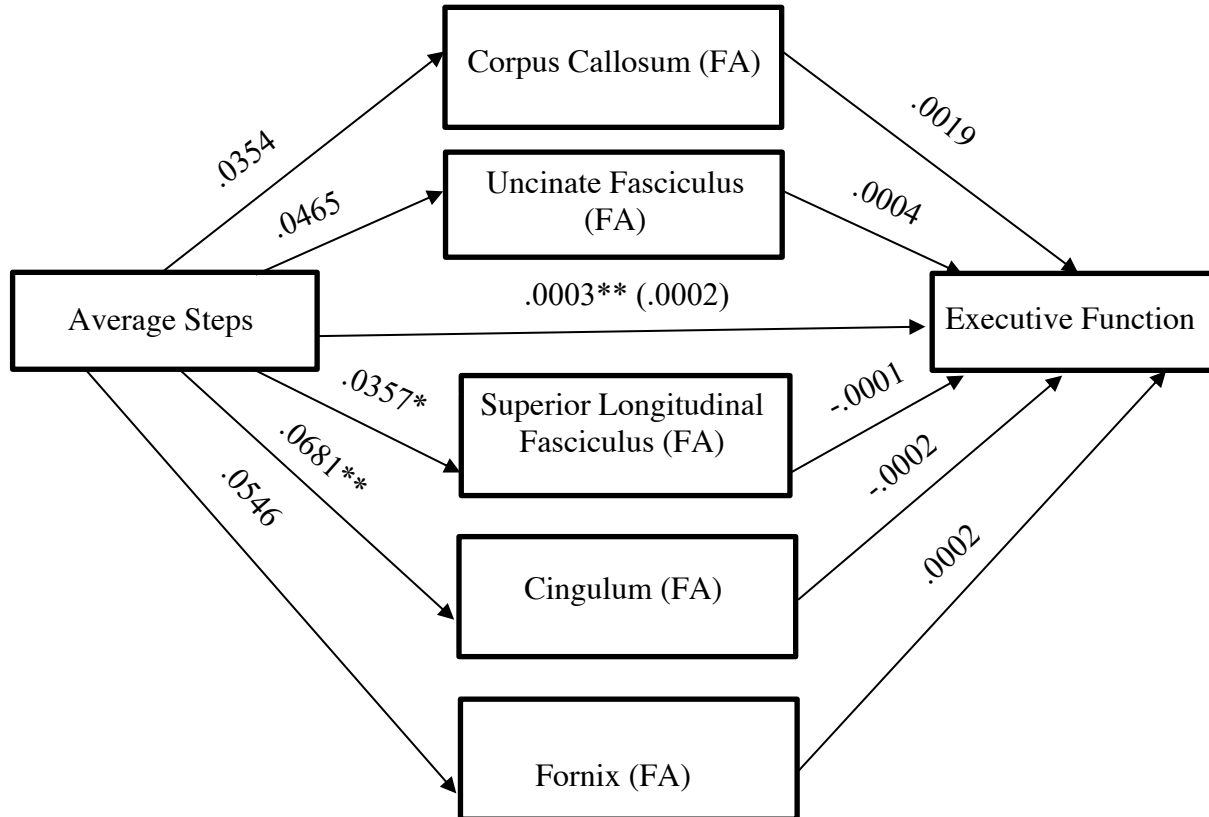 Corpus Callosum (FA)
.0354
.0019
Uncinate Fasciculus
(FA)
.0465
.0004
Average Steps
.0003** (.0002)
Executive Function
.0357*
Superior Longitudinal
Fasciculus (FA)
-.0001
.0681**
Cingulum (FA)
-.0002
.0546
Fornix (FA)
.0002